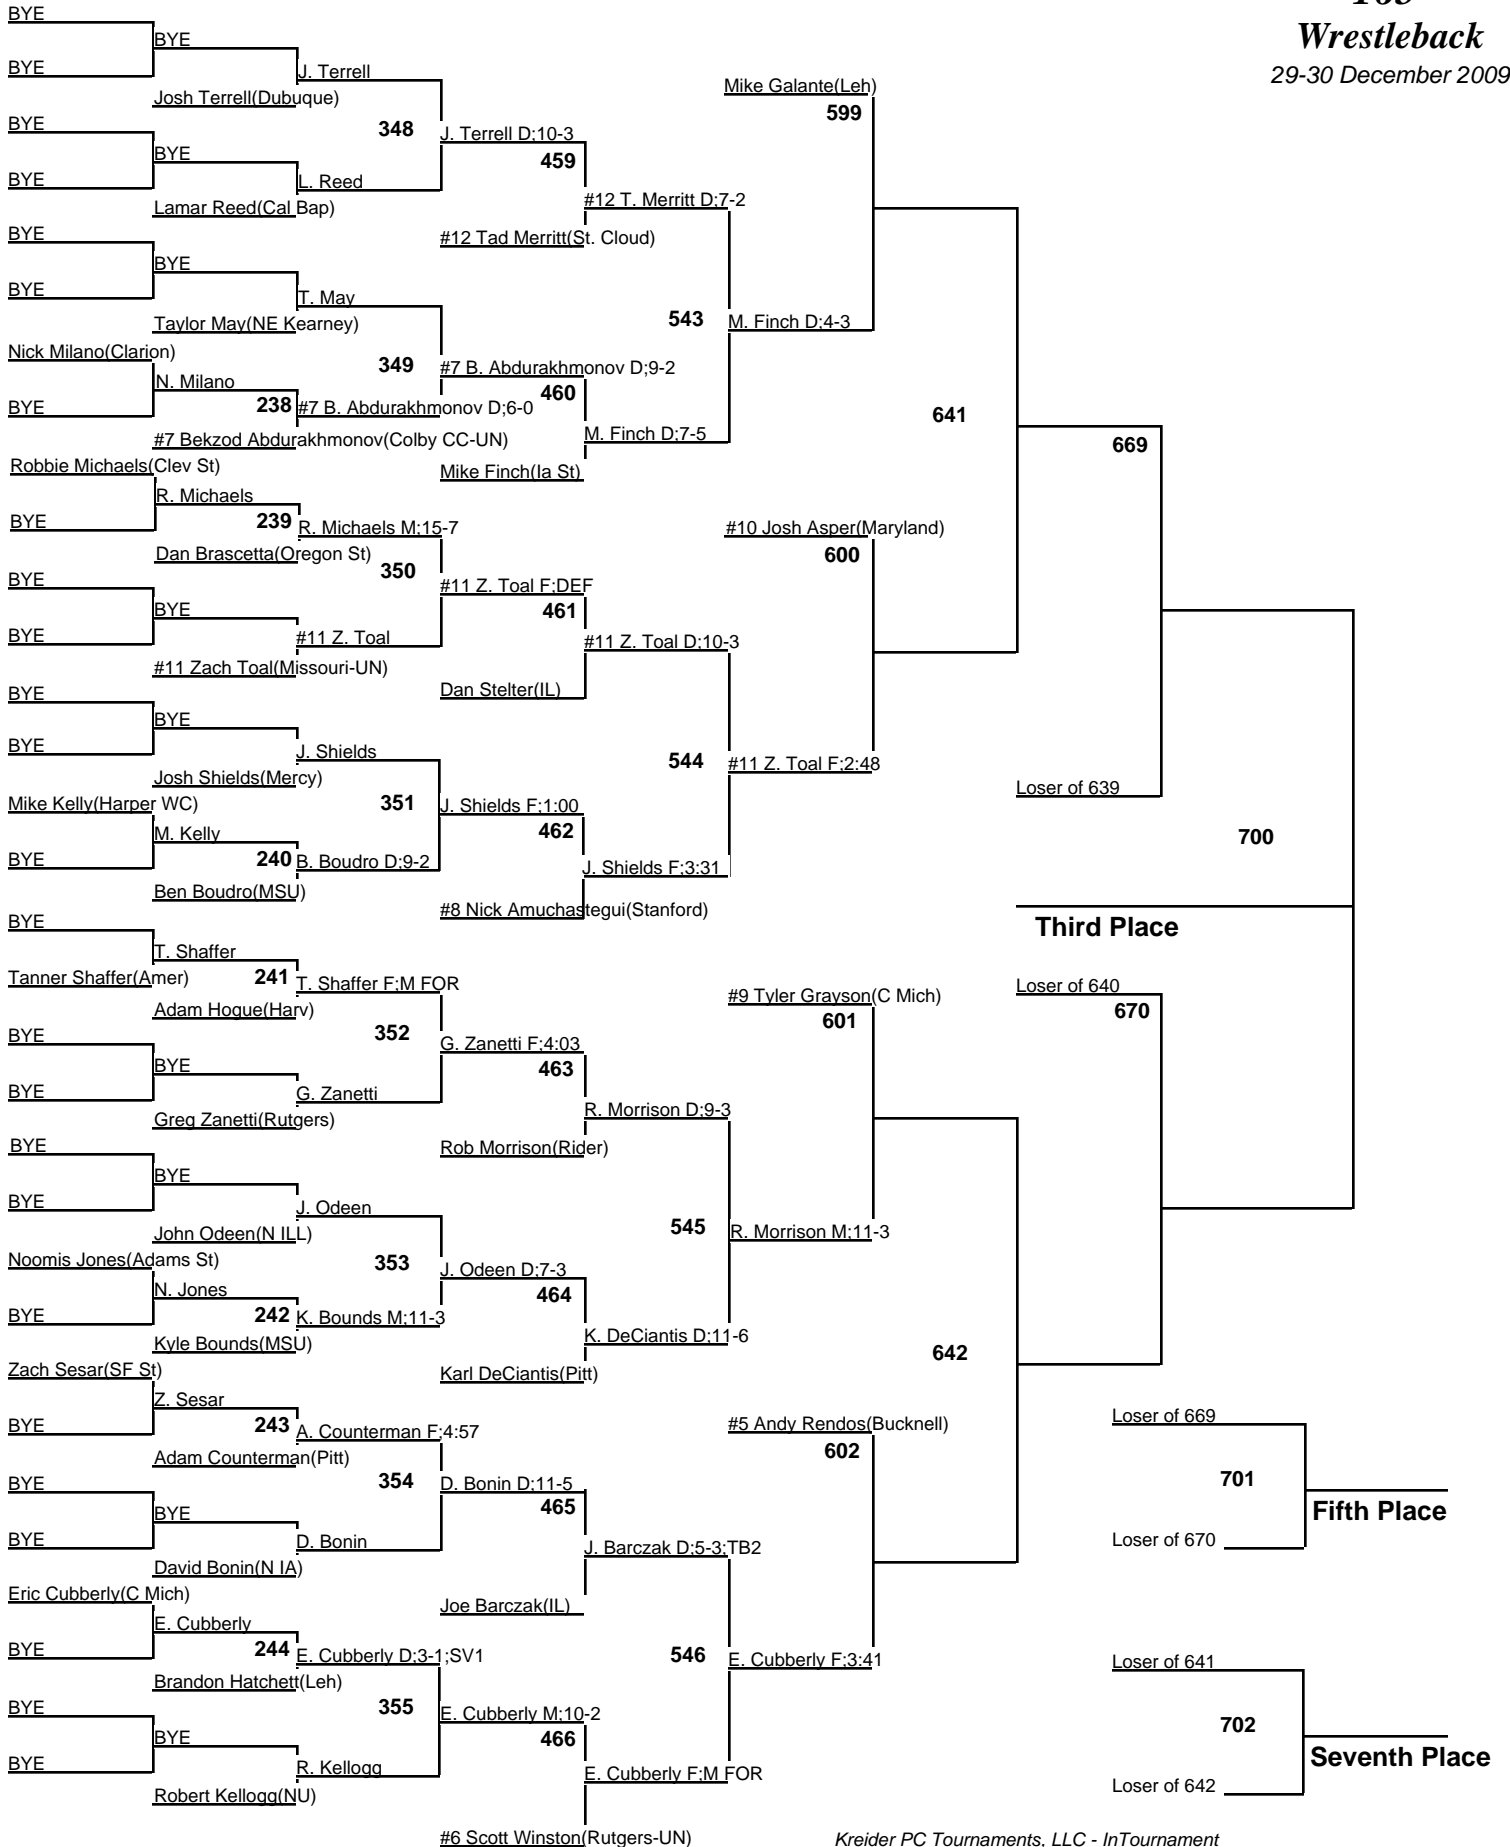 Wrestleback
29-30 December 2009
BYE
BYE
BYE
J. Terrell
Josh Terrell(Dubuque)
348
BYE
BYE
BYE
L. Reed
Lamar Reed(Cal Bap)
J. Terrell D;10-3
459
#12 T. Merritt D;7-2
#12 Tad Merritt(St. Cloud)
BYE
BYE
BYE
T. May
Taylor May(NE Kearney)
349
Nick Milano(Clarion)
N. Milano
BYE
238
#7 B. Abdurakhmonov D;6-0
#7 Bekzod Abdurakhmonov(Colby CC-UN)
#7 B. Abdurakhmonov D;9-2
460
M. Finch D;7-5
Mike Finch(Ia St)
543
M. Finch D;4-3
Mike Galante(Leh)
599
Robbie Michaels(Clev St)
R. Michaels
BYE
239
R. Michaels M;15-7
Dan Brascetta(Oregon St)
350
BYE
BYE
BYE
#11 Z. Toal
#11 Zach Toal(Missouri-UN)
#11 Z. Toal F;DEF
461
#11 Z. Toal D;10-3
Dan Stelter(IL)
BYE
BYE
BYE
J. Shields
Josh Shields(Mercy)
351
Mike Kelly(Harper WC)
M. Kelly
BYE
240
B. Boudro D;9-2
Ben Boudro(MSU)
J. Shields F;1:00
462
J. Shields F;3:31
#8 Nick Amuchastegui(Stanford)
544
#11 Z. Toal F;2:48
#10 Josh Asper(Maryland)
600
641
669
Loser of 639
700
Third Place
BYE
T. Shaffer
Tanner Shaffer(Amer)
241
T. Shaffer F;M FOR
Adam Hogue(Harv)
352
BYE
BYE
BYE
G. Zanetti
Greg Zanetti(Rutgers)
G. Zanetti F;4:03
463
R. Morrison D;9-3
Rob Morrison(Rider)
BYE
BYE
BYE
J. Odeen
John Odeen(N ILL)
353
Noomis Jones(Adams St)
N. Jones
BYE
242
K. Bounds M;11-3
Kyle Bounds(MSU)
J. Odeen D;7-3
464
K. DeCiantis D;11-6
Karl DeCiantis(Pitt)
545
R. Morrison M;11-3
#9 Tyler Grayson(C Mich)
601
Loser of 640
670
642
Zach Sesar(SF St)
Z. Sesar
BYE
243
A. Counterman F;4:57
Adam Counterman(Pitt)
354
BYE
BYE
BYE
D. Bonin
David Bonin(N IA)
D. Bonin D;11-5
465
J. Barczak D;5-3;TB2
Joe Barczak(IL)
Eric Cubberly(C Mich)
E. Cubberly
BYE
244
E. Cubberly D;3-1;SV1
Brandon Hatchett(Leh)
355
BYE
BYE
BYE
R. Kellogg
Robert Kellogg(NU)
E. Cubberly M;10-2
466
E. Cubberly F;M FOR
#6 Scott Winston(Rutgers-UN)
546
E. Cubberly F;3:41
#5 Andy Rendos(Bucknell)
602
Loser of 669
701
Fifth Place
Loser of 670
Loser of 641
702
Seventh Place
Loser of 642
Kreider PC Tournaments, LLC - InTournament